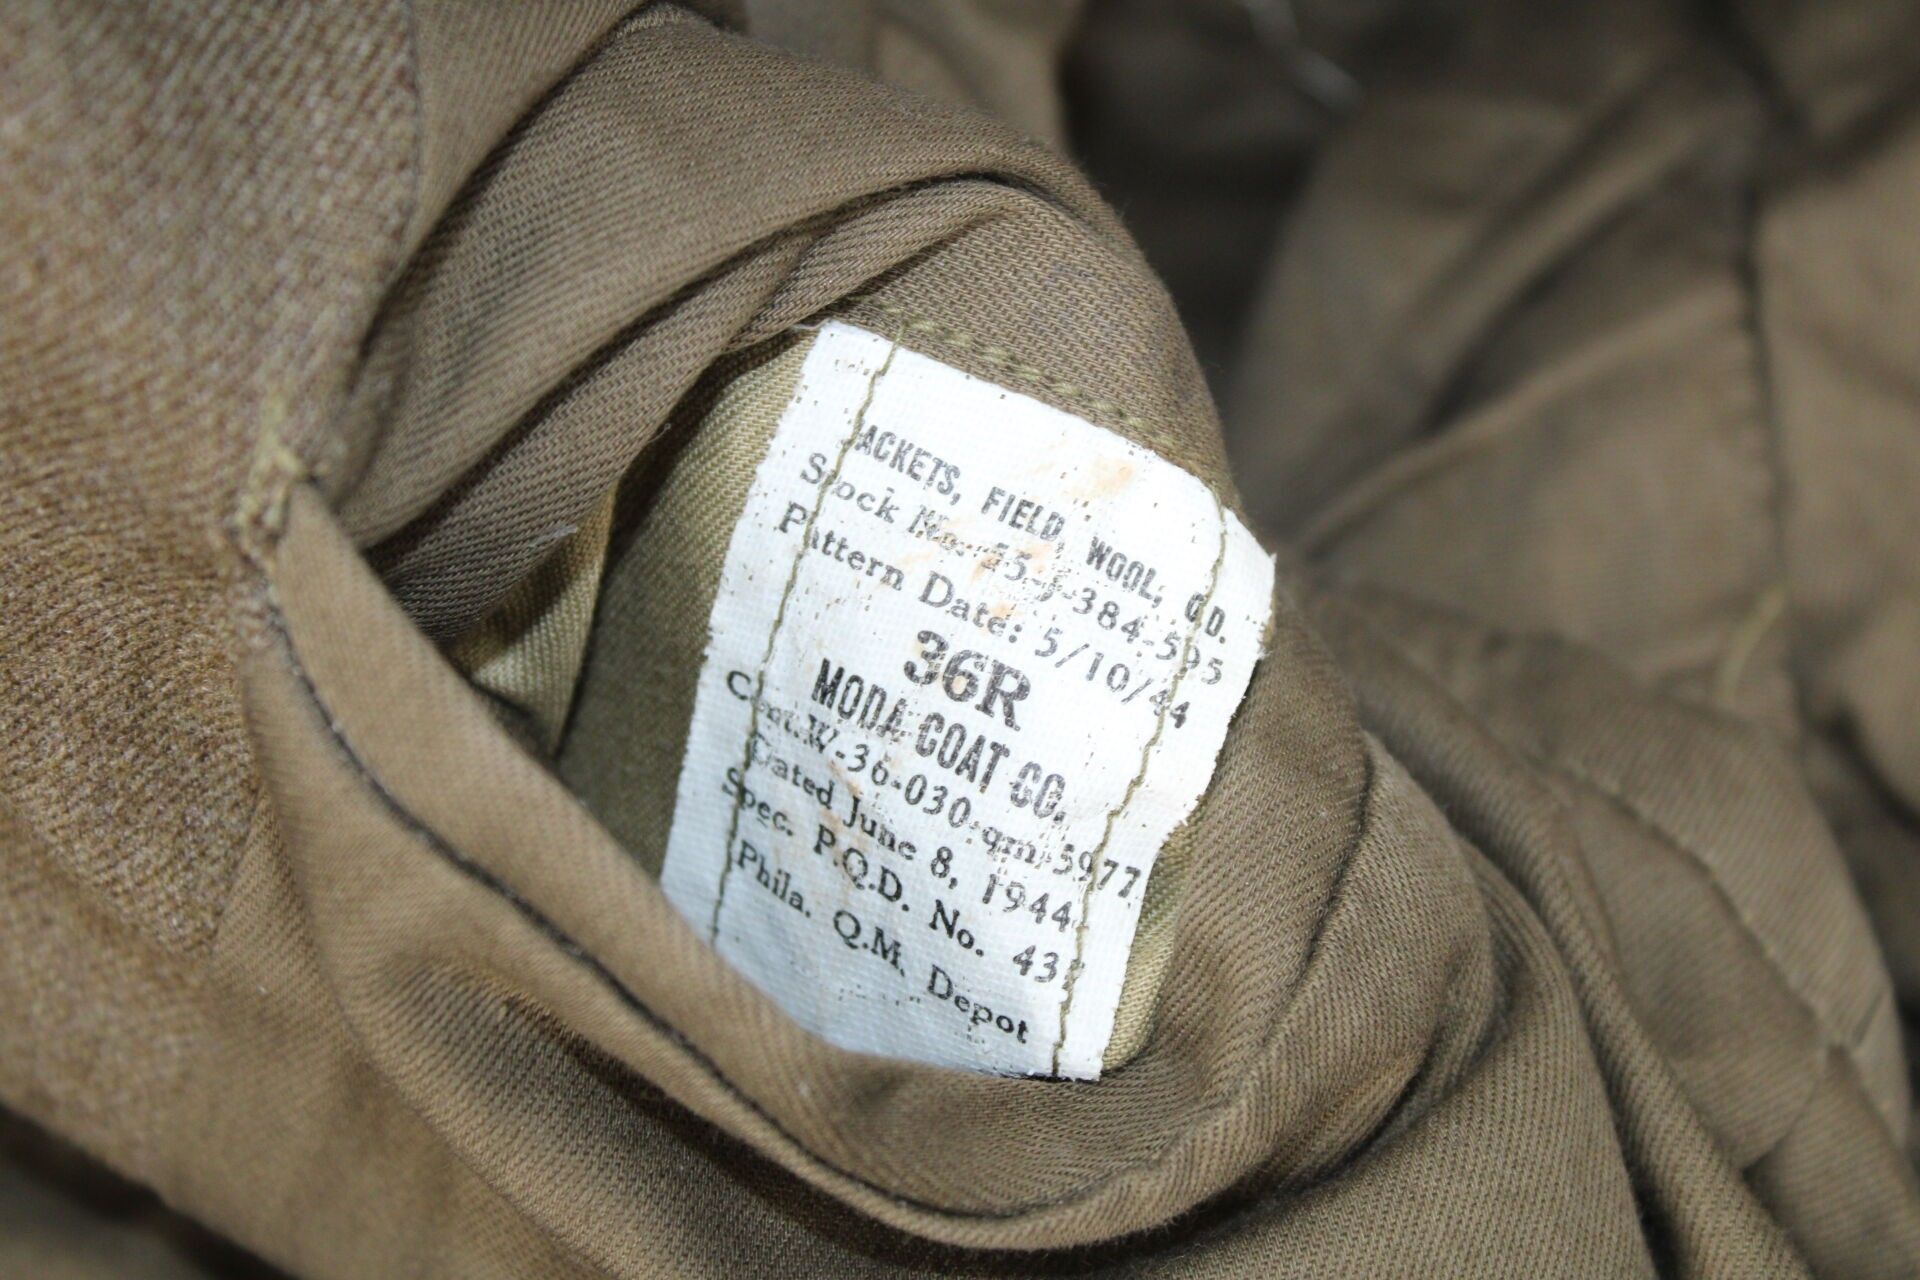 JACKETS, FIELD, WOOL, O.D.
Stock No. 55-J-384-595
Pattern Date: 5/10/44
36R
MODA COAT CO.
Cont. W-36-030-qm-5977
Dated June 8, 1944
Spec. P.Q.D. No. 437
Phila. Q.M. Depot